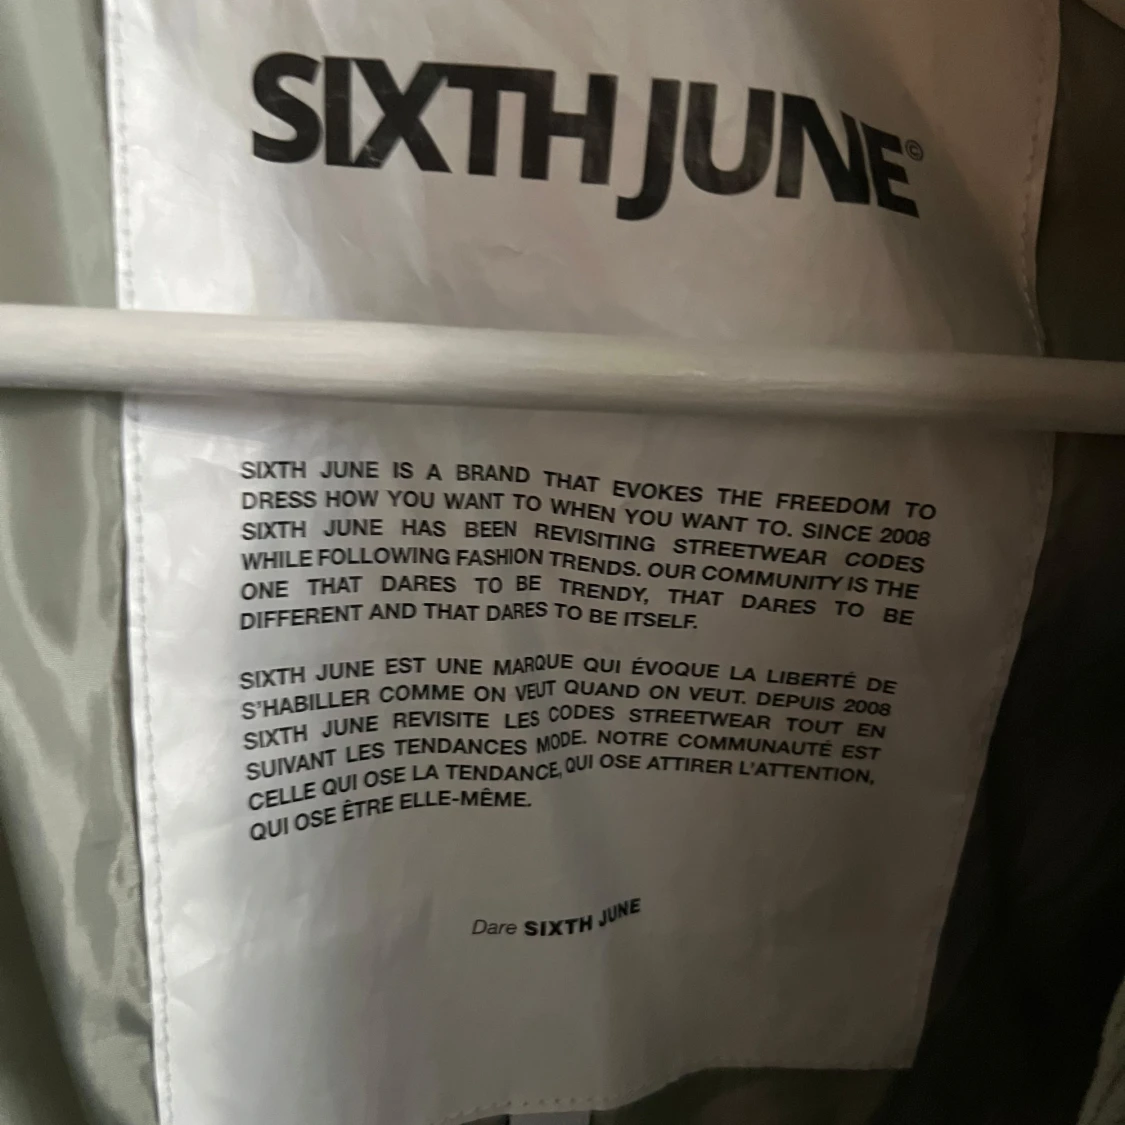 SIXTH JUNE©
SIXTH JUNE IS A BRAND THAT EVOKES THE FREEDOM TO
DRESS HOW YOU WANT TO WHEN YOU WANT TO. SINCE 2008
SIXTH JUNE HAS BEEN REVISITING STREETWEAR CODES
WHILE FOLLOWING FASHION TRENDS. OUR COMMUNITY IS THE
ONE THAT DARES TO BE TRENDY, THAT DARES TO BE
DIFFERENT AND THAT DARES TO BE ITSELF.
SIXTH JUNE EST UNE MARQUE QUI ÉVOQUE LA LIBERTÉ DE
S'HABILLER COMME ON VEUT QUAND ON VEUT. DEPUIS 2008
SIXTH JUNE REVISITE LES CODES STREETWEAR TOUT EN
SUIVANT LES TENDANCES MODE. NOTRE COMMUNAUTÉ EST
CELLE QUI OSE LA TENDANCE, QUI OSE ATTIRER L'ATTENTION,
QUI OSE ÊTRE ELLE-MÊME.
Dare SIXTH JUNE